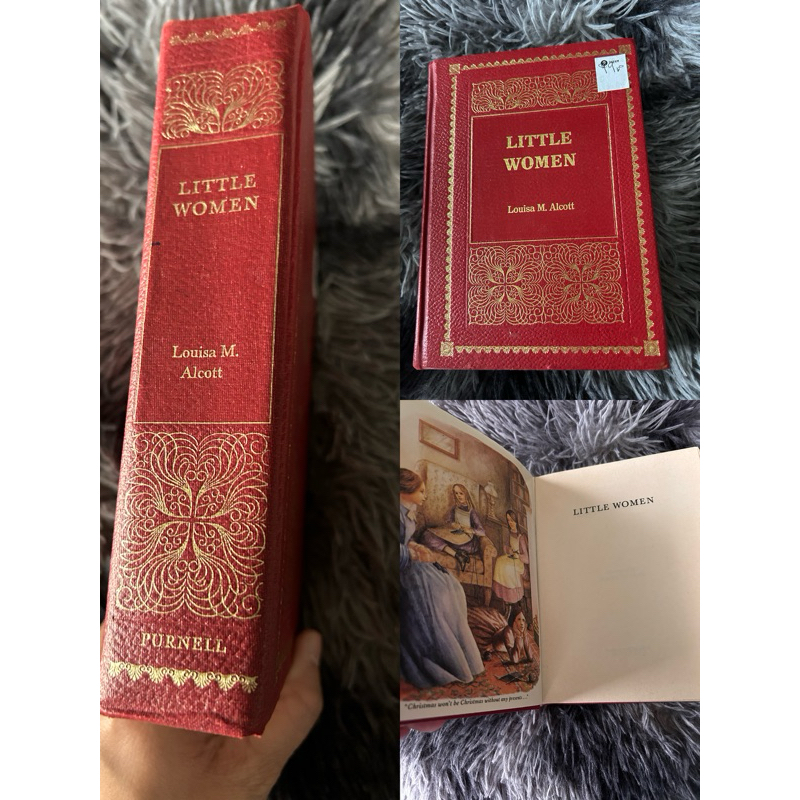 LITTLE
WOMEN
Louisa M.
Alcott
PURNELL
LITTLE
WOMEN
Louisa M. Alcott
LITTLE WOMEN
"Christmas won't be Christmas without any presents..."